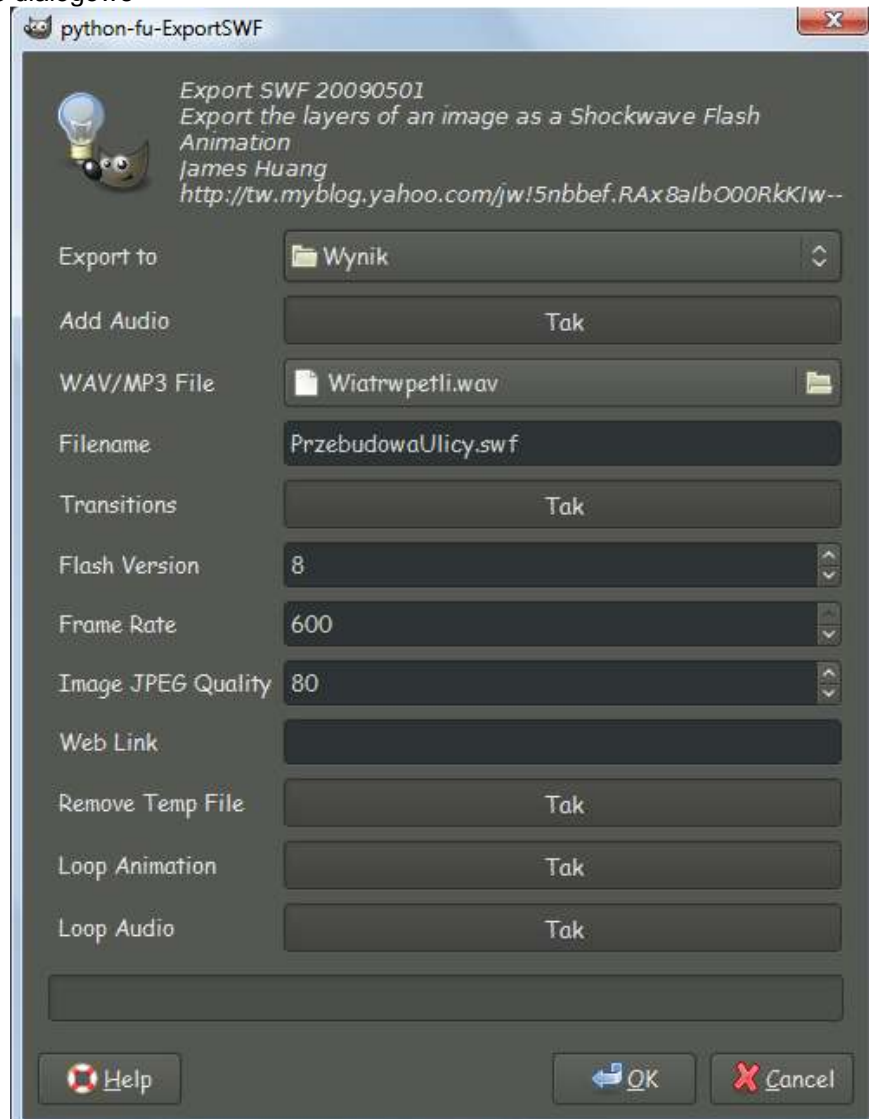 dialogowe
python-fu-ExportSWF
Export SWF 20090501
Export the layers of an image as a Shockwave Flash
Animation
James Huang
http://tw.myblog.yahoo.com/jw!5nbbef.RAx8aIbO00RkKIw--
Export to Wynik
Add Audio Tak
WAV/MP3 File Wiatrwpetli.wav
Filename PrzebudowaUlicy.swf
Transitions Tak
Flash Version 8
Frame Rate 600
Image JPEG Quality 80
Web Link
Remove Temp File Tak
Loop Animation Tak
Loop Audio Tak
Help OK Cancel